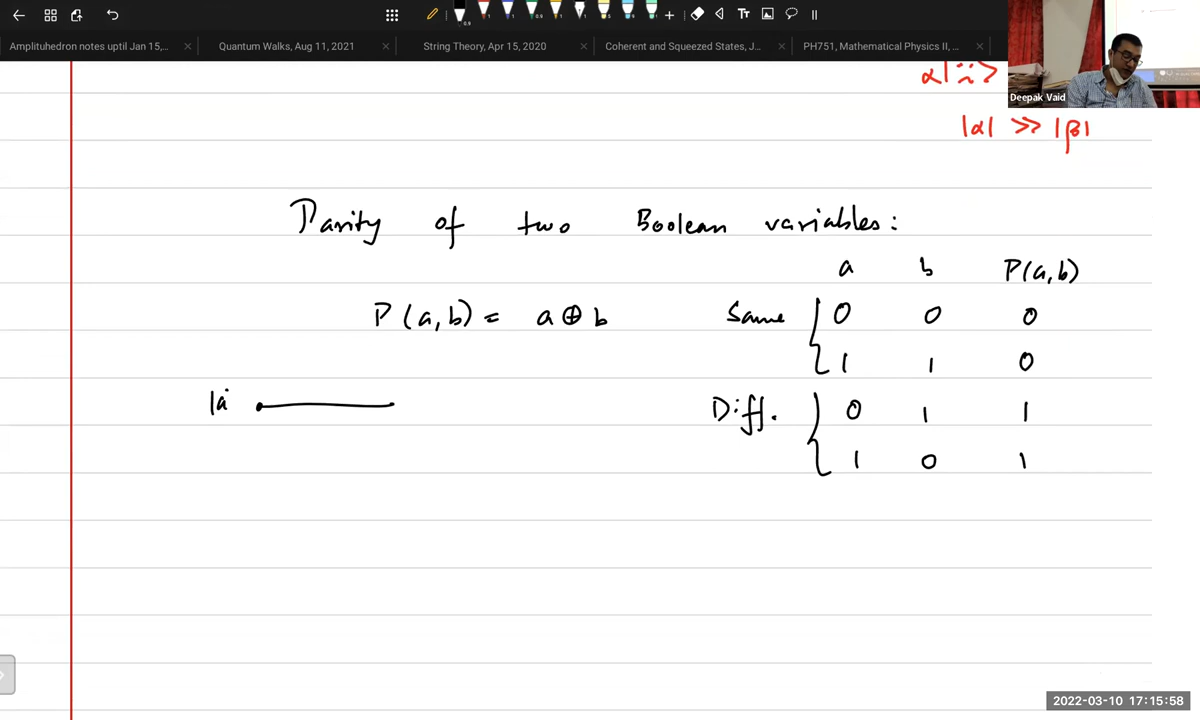 Amplituhedron notes uptil Jan 15,...
Quantum Walks, Aug 11, 2021
String Theory, Apr 15, 2020
Coherent and Squeezed States, J...
PH751, Mathematical Physics II, ...
Deepak Vaid
|α| >> |β|
Parity of two Boolean variables:
a b P(a,b)
P(a,b) = a ⊕ b
Same 0 0 0
1 1 0
Diff. 0 1 1
1 0 1
2022-03-10 17:15:58